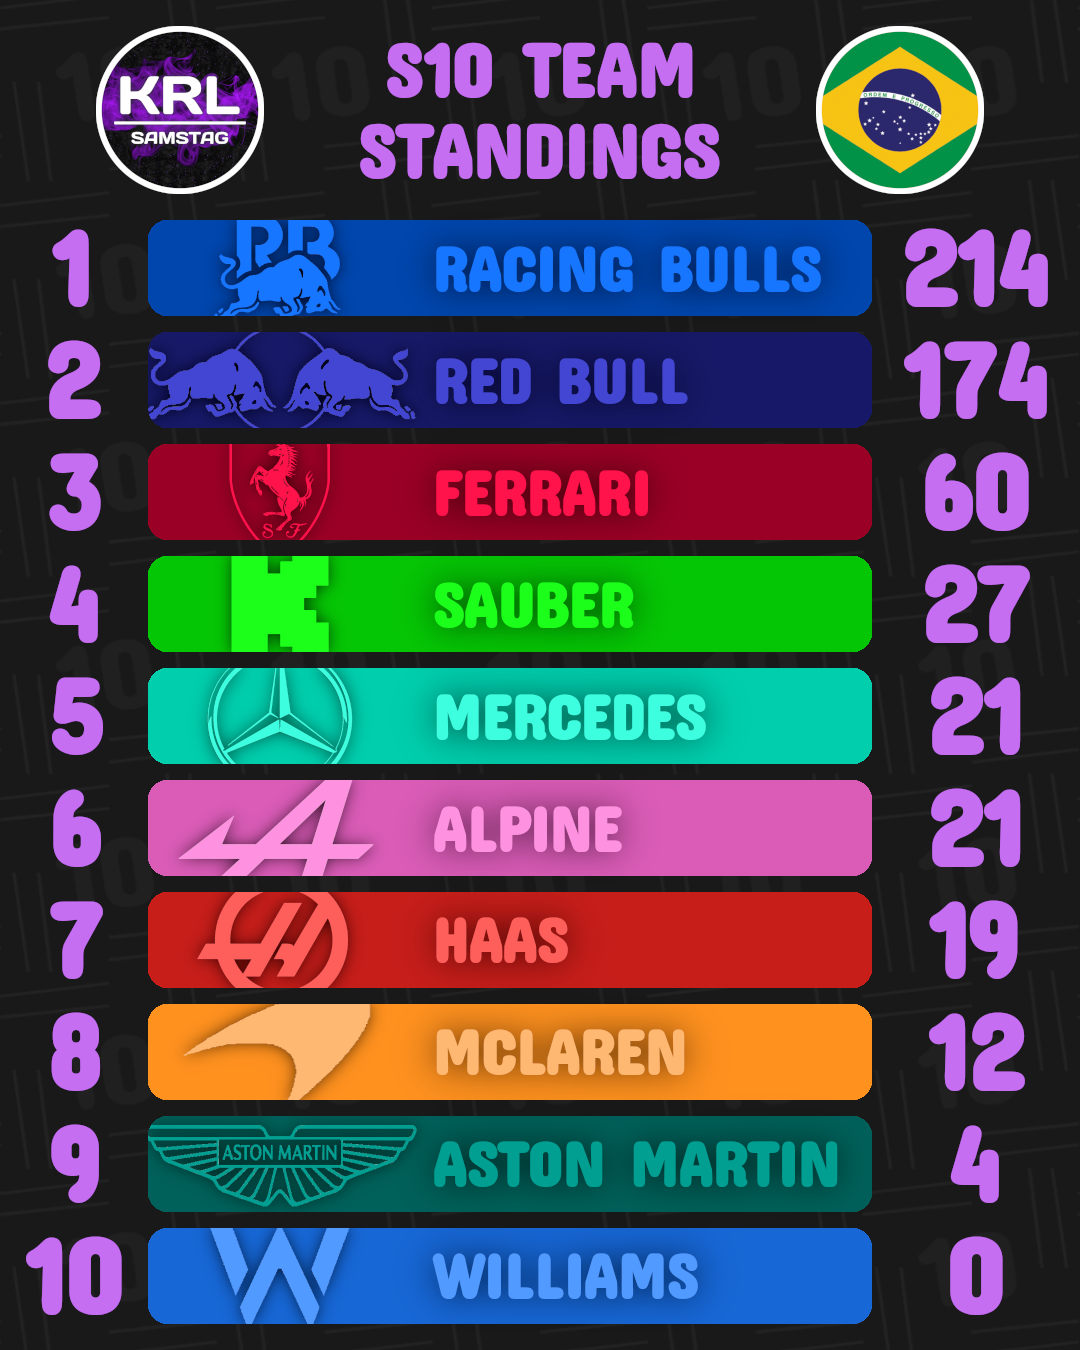 KRL
SAMSTAG
S10 TEAM
STANDINGS
ORDEM E PROGRESSO
1 RB RACING BULLS 214
2 RED BULL 174
3 S F FERRARI 60
4 SAUBER 27
5 MERCEDES 21
6 ALPINE 21
7 HAAS 19
8 MCLAREN 12
9 ASTON MARTIN ASTON MARTIN 4
10 WILLIAMS 0